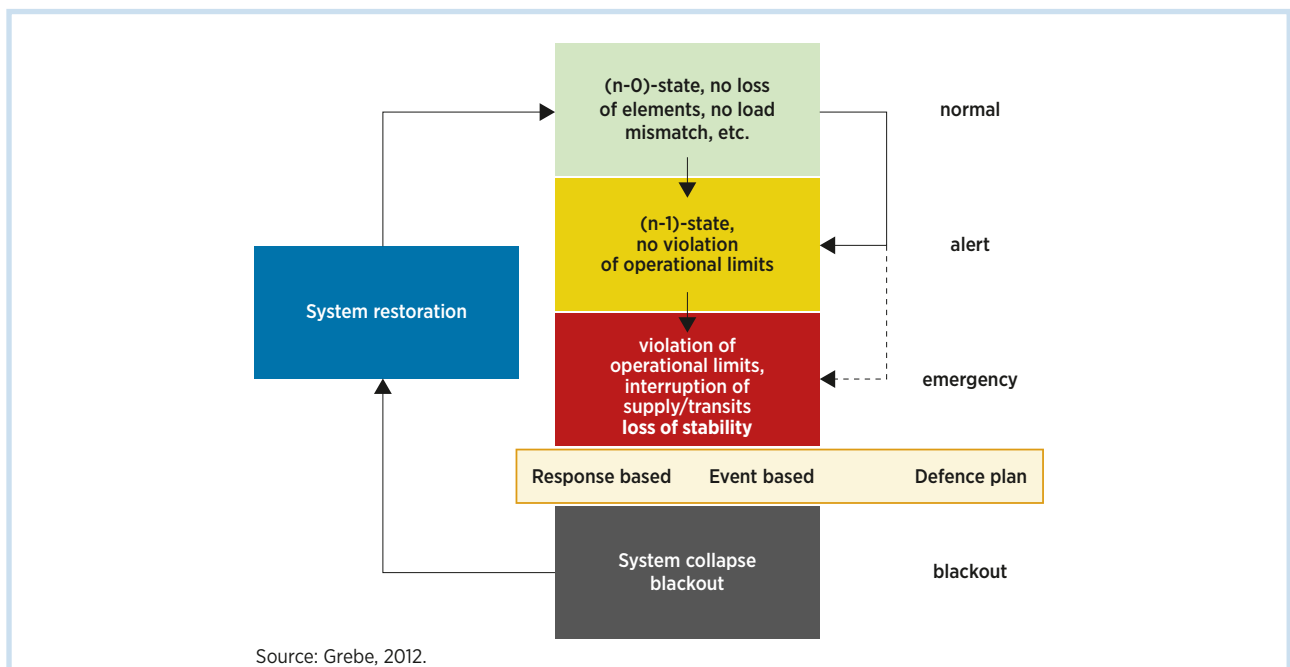 (n-0)-state, no loss
of elements, no load
mismatch, etc.
normal
(n-1)-state,
no violation
of operational limits
alert
System restoration
violation of
operational limits,
interruption of
supply/transits
loss of stability
emergency
Response based Event based Defence plan
System collapse
blackout
blackout
Source: Grebe, 2012.